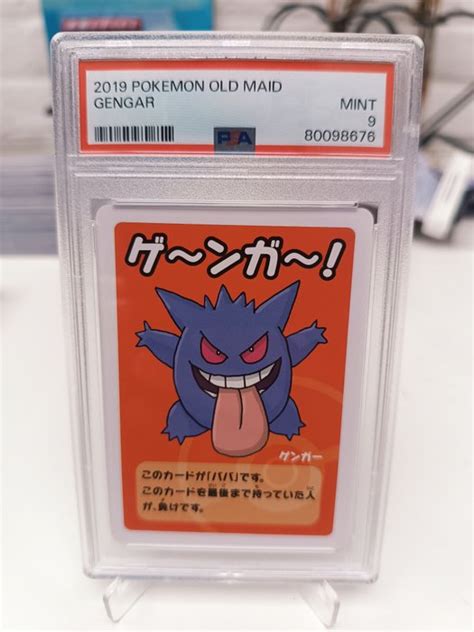 2019 POKEMON OLD MAID
GENGAR
MINT
9
PSA
80098676
ゲ〜ンガ〜!
ゲンガー
このカードが「ババ」です。
このカードを最後まで持っていた人
が、負けです。